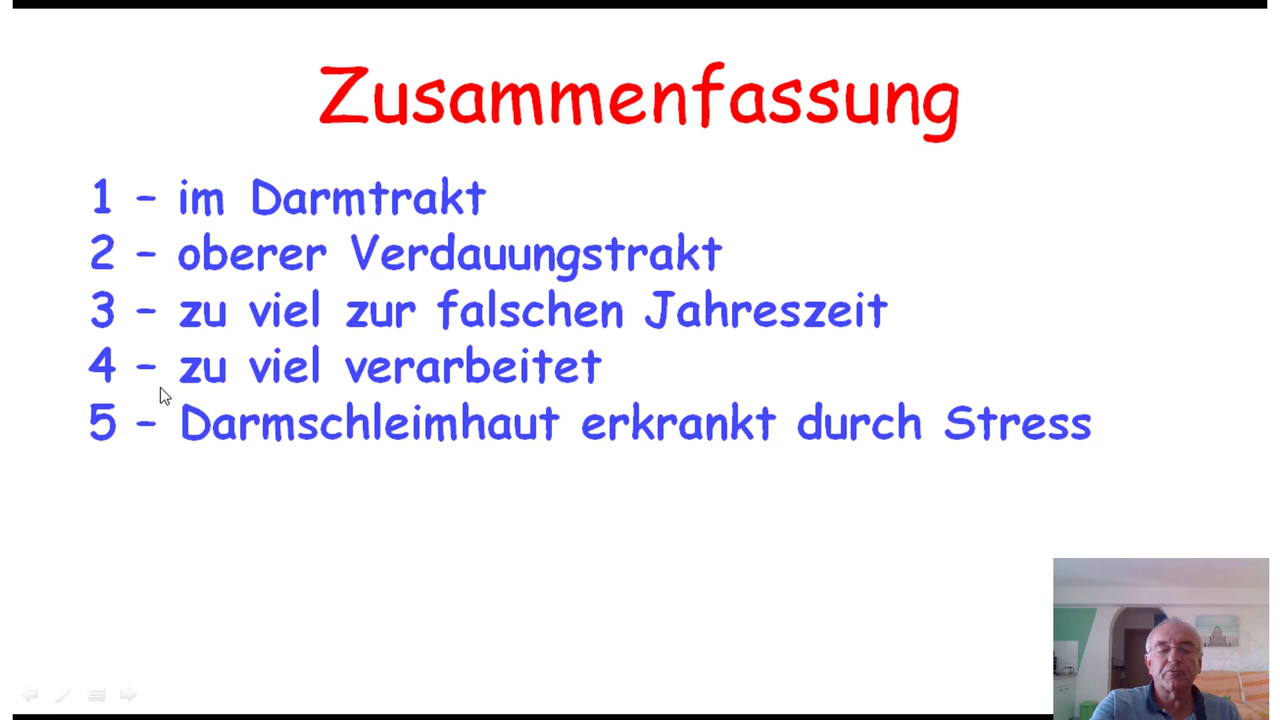 Zusammenfassung
1 - im Darmtrakt
2 - oberer Verdauungstrakt
3 - zu viel zur falschen Jahreszeit
4 - zu viel verarbeitet
5 - Darmschleimhaut erkrankt durch Stress